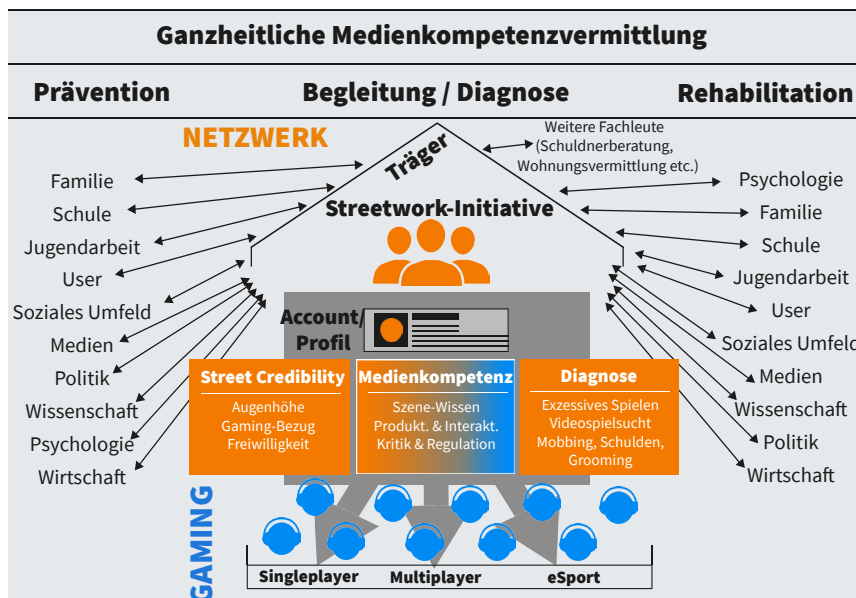 Ganzheitliche Medienkompetenzvermittlung
Prävention
Begleitung / Diagnose
Rehabilitation
NETZWERK
Träger
Streetwork-Initiative
Weitere Fachleute
(Schuldnerberatung,
Wohnungsvermittlung etc.)
Familie
Schule
Jugendarbeit
User
Soziales Umfeld
Medien
Politik
Wissenschaft
Psychologie
Wirtschaft
Psychologie
Familie
Schule
Jugendarbeit
User
Soziales Umfeld
Medien
Wissenschaft
Politik
Wirtschaft
Account/
Profil
Street Credibility
Augenhöhe
Gaming-Bezug
Freiwilligkeit
Medienkompetenz
Szene-Wissen
Produkt. & Interakt.
Kritik & Regulation
Diagnose
Exzessives Spielen
Videospielsucht
Mobbing, Schulden,
Grooming
GAMING
Singleplayer
Multiplayer
eSport